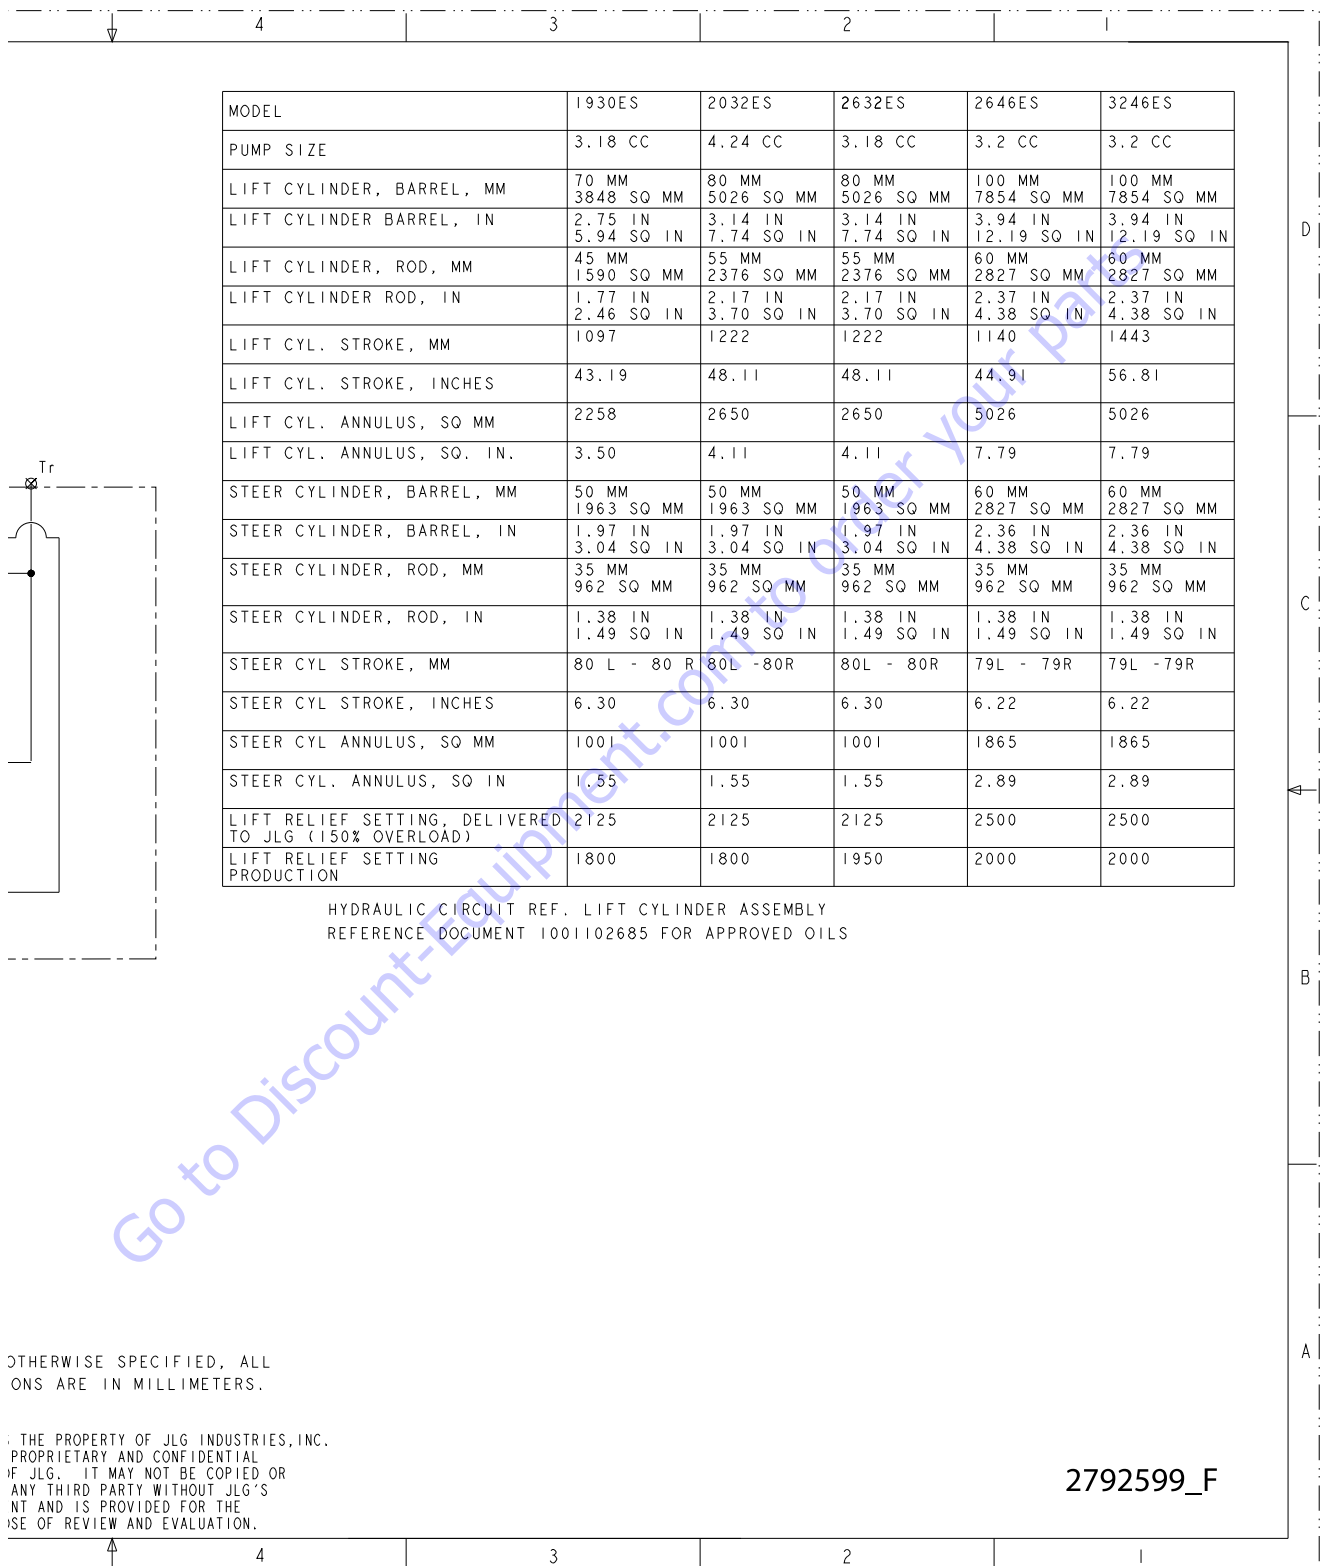 4 3 2 1
MODEL 1930ES 2032ES 2632ES 2646ES 3246ES
PUMP SIZE 3.18 CC 4.24 CC 3.18 CC 3.2 CC 3.2 CC
LIFT CYLINDER, BARREL, MM 70 MM 80 MM 80 MM 100 MM 100 MM
3848 SQ MM 5026 SQ MM 5026 SQ MM 7854 SQ MM 7854 SQ MM
LIFT CYLINDER BARREL, IN 2.75 IN 3.14 IN 3.14 IN 3.94 IN 3.94 IN
5.94 SQ IN 7.74 SQ IN 7.74 SQ IN 12.19 SQ IN 12.19 SQ IN
D
LIFT CYLINDER, ROD, MM 45 MM 55 MM 55 MM 60 MM 60 MM
1590 SQ MM 2376 SQ MM 2376 SQ MM 2827 SQ MM 2827 SQ MM
LIFT CYLINDER ROD, IN 1.77 IN 2.17 IN 2.17 IN 2.37 IN 2.37 IN
2.46 SQ IN 3.70 SQ IN 3.70 SQ IN 4.38 SQ IN 4.38 SQ IN
LIFT CYL. STROKE, MM 1097 1222 1222 1140 1443
LIFT CYL. STROKE, INCHES 43.19 48.11 48.11 44.91 56.81
LIFT CYL. ANNULUS, SQ MM 2258 2650 2650 5026 5026
LIFT CYL. ANNULUS, SQ. IN. 3.50 4.11 4.11 7.79 7.79
Tr
STEER CYLINDER, BARREL, MM 50 MM 50 MM 50 MM 60 MM 60 MM
1963 SQ MM 1963 SQ MM 1963 SQ MM 2827 SQ MM 2827 SQ MM
STEER CYLINDER, BARREL, IN 1.97 IN 1.97 IN 1.97 IN 2.36 IN 2.36 IN
3.04 SQ IN 3.04 SQ IN 3.04 SQ IN 4.38 SQ IN 4.38 SQ IN
STEER CYLINDER, ROD, MM 35 MM 35 MM 35 MM 35 MM 35 MM
962 SQ MM 962 SQ MM 962 SQ MM 962 SQ MM 962 SQ MM
C
STEER CYLINDER, ROD, IN 1.38 IN 1.38 IN 1.38 IN 1.38 IN 1.38 IN
1.49 SQ IN 1.49 SQ IN 1.49 SQ IN 1.49 SQ IN 1.49 SQ IN
STEER CYL STROKE, MM 80 L - 80 R 80L -80R 80L - 80R 79L - 79R 79L -79R
STEER CYL STROKE, INCHES 6.30 6.30 6.30 6.22 6.22
STEER CYL ANNULUS, SQ MM 1001 1001 1001 1865 1865
STEER CYL. ANNULUS, SQ IN 1.55 1.55 1.55 2.89 2.89
LIFT RELIEF SETTING, DELIVERED 2125 2125 2125 2500 2500
TO JLG (150% OVERLOAD)
LIFT RELIEF SETTING 1800 1800 1950 2000 2000
PRODUCTION
HYDRAULIC CIRCUIT REF. LIFT CYLINDER ASSEMBLY
REFERENCE DOCUMENT 1001102685 FOR APPROVED OILS
B
Go to Discount-Equipment.com to order your parts
A
OTHERWISE SPECIFIED, ALL
ONS ARE IN MILLIMETERS.
THE PROPERTY OF JLG INDUSTRIES,INC.
PROPRIETARY AND CONFIDENTIAL
OF JLG. IT MAY NOT BE COPIED OR
ANY THIRD PARTY WITHOUT JLG'S
NT AND IS PROVIDED FOR THE
OSE OF REVIEW AND EVALUATION.
2792599_F
4 3 2 1